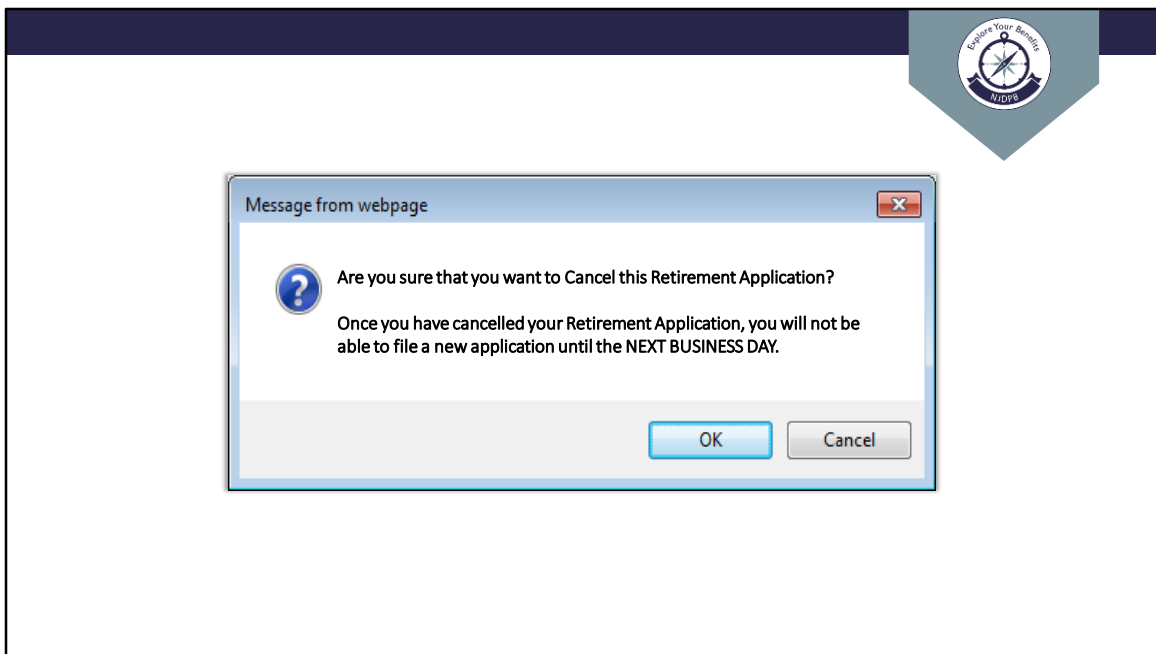 Explore Your Benefits
NJDPB
Message from webpage
Are you sure that you want to Cancel this Retirement Application?
Once you have cancelled your Retirement Application, you will not be
able to file a new application until the NEXT BUSINESS DAY.
OK
Cancel